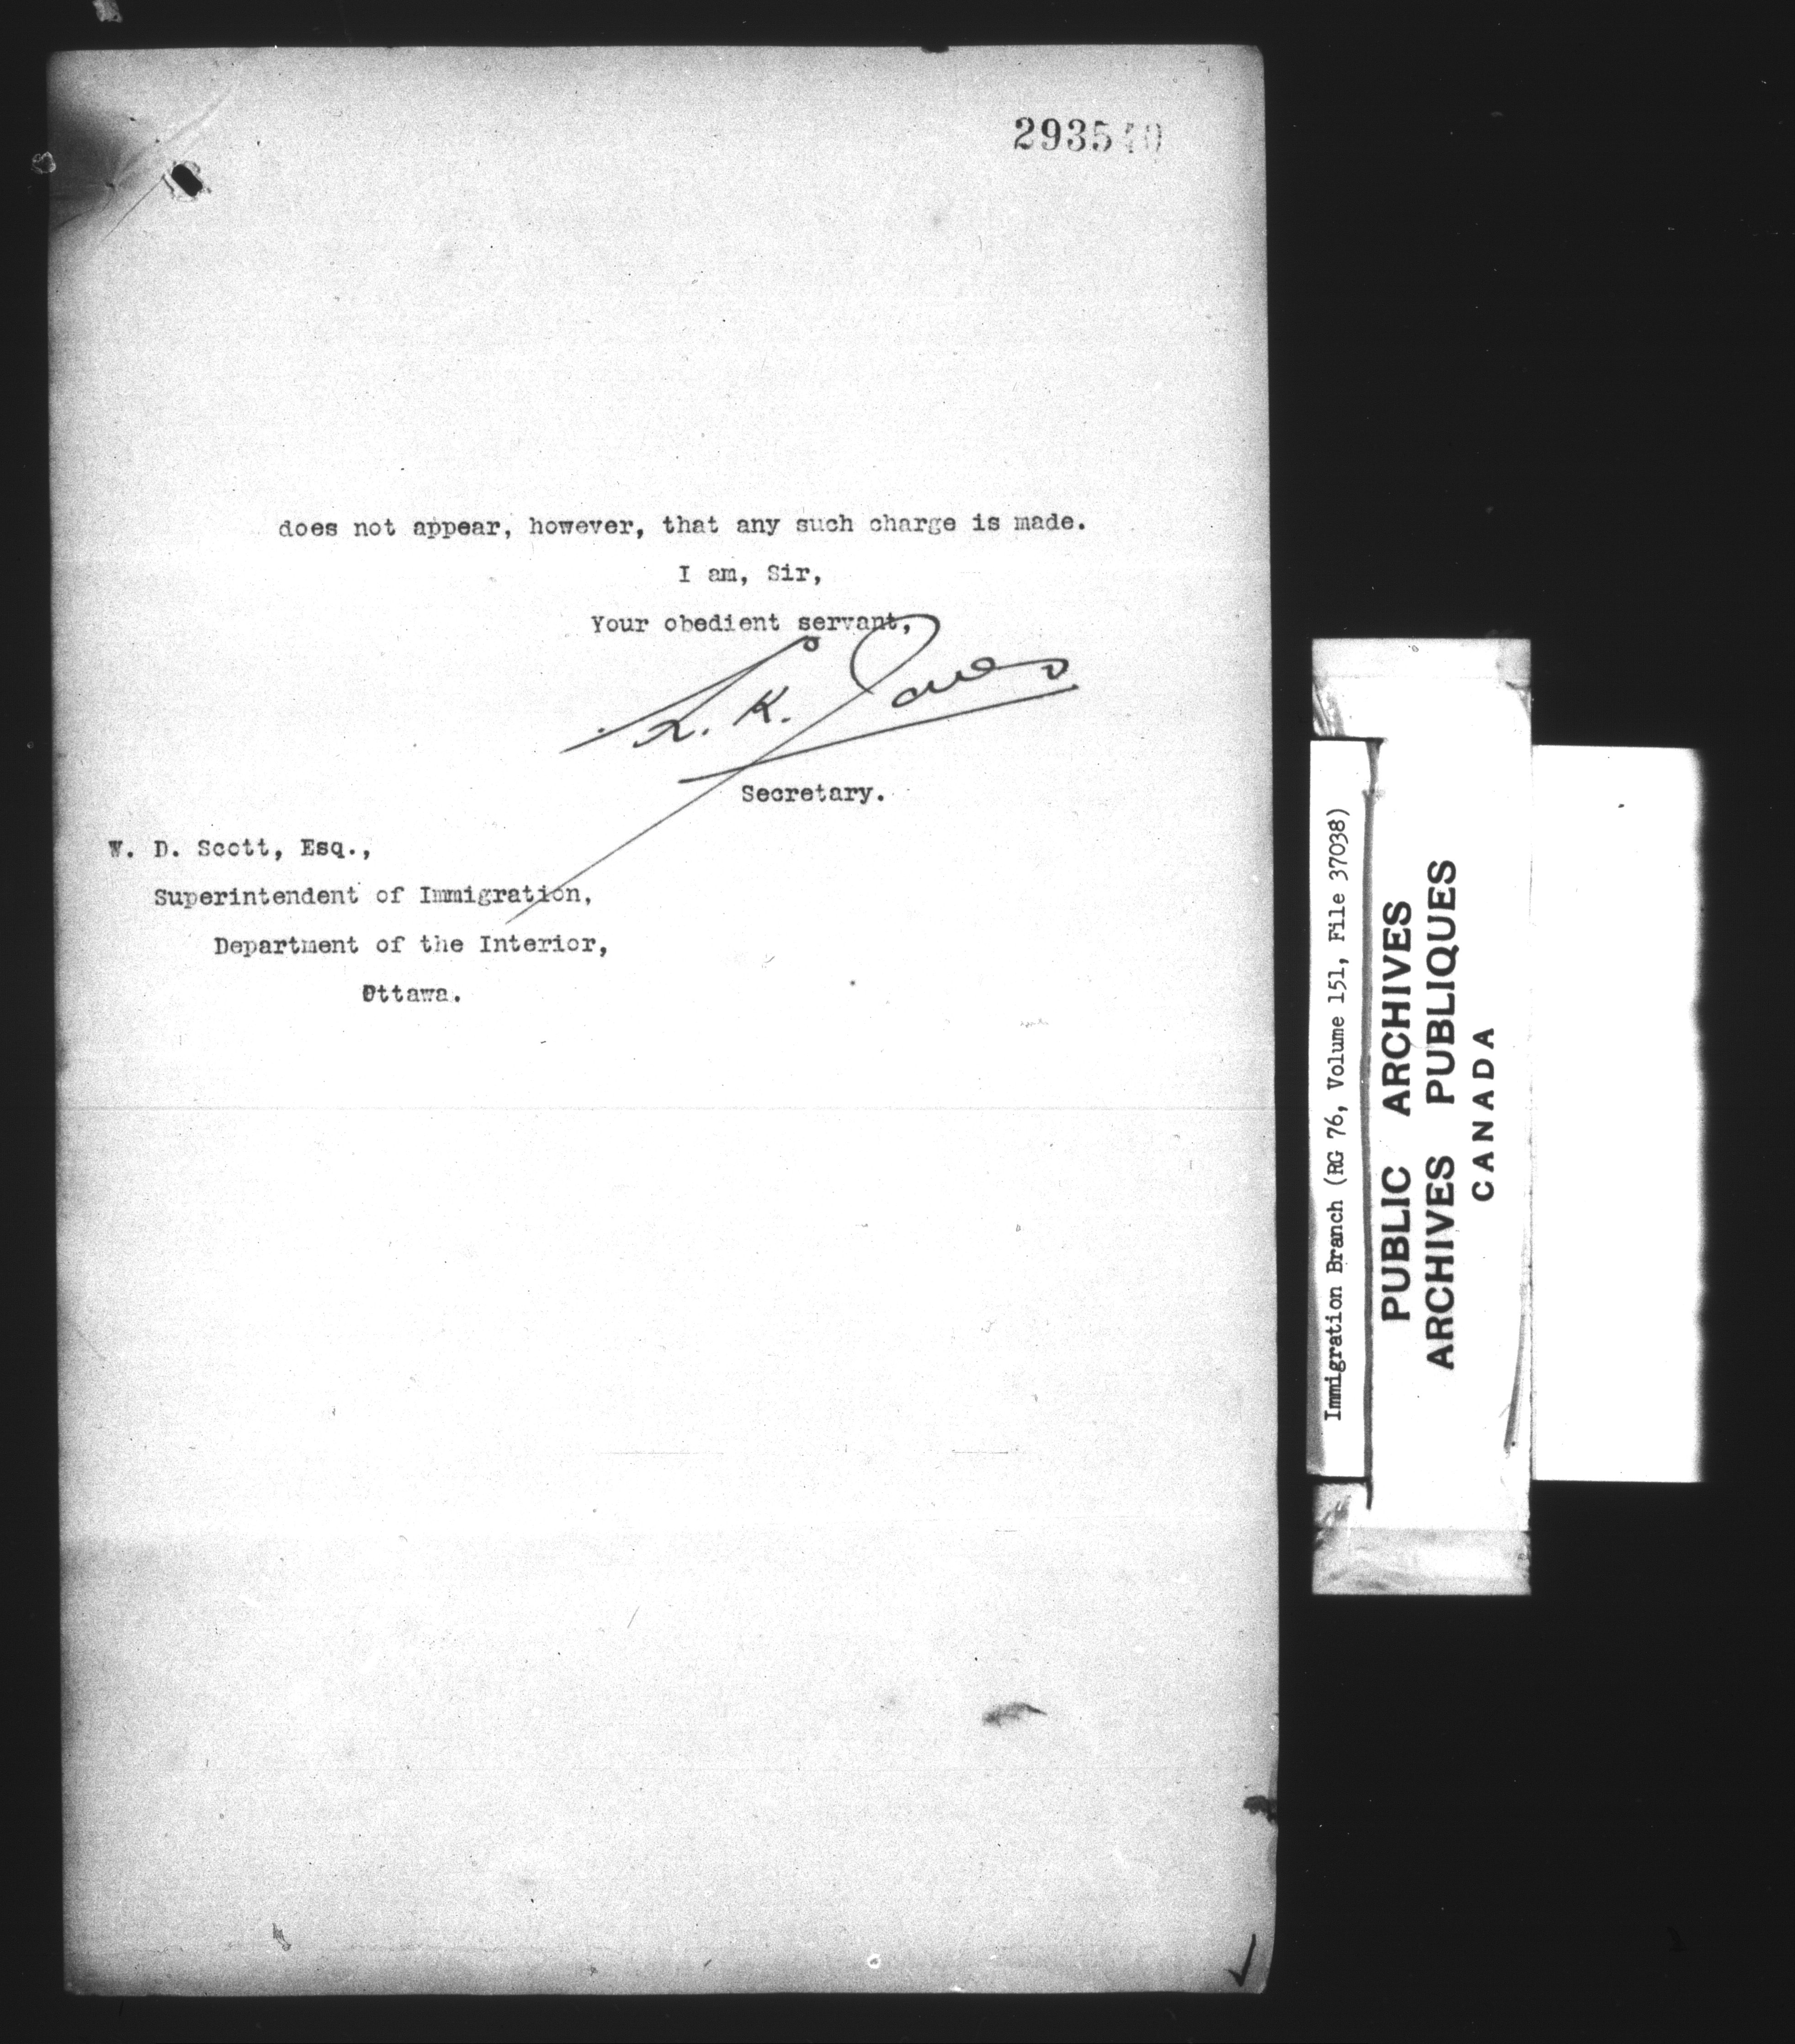 293540
does not appear, however, that any such charge is made.
I am, Sir,
Your obedient servant,
L. K. Jones
Secretary.
W. D. Scott, Esq.,
Superintendent of Immigration,
Department of the Interior,
Ottawa.
Immigration Branch (RG 76, Volume 151, File 37038)
PUBLIC ARCHIVES
ARCHIVES PUBLIQUES
CANADA